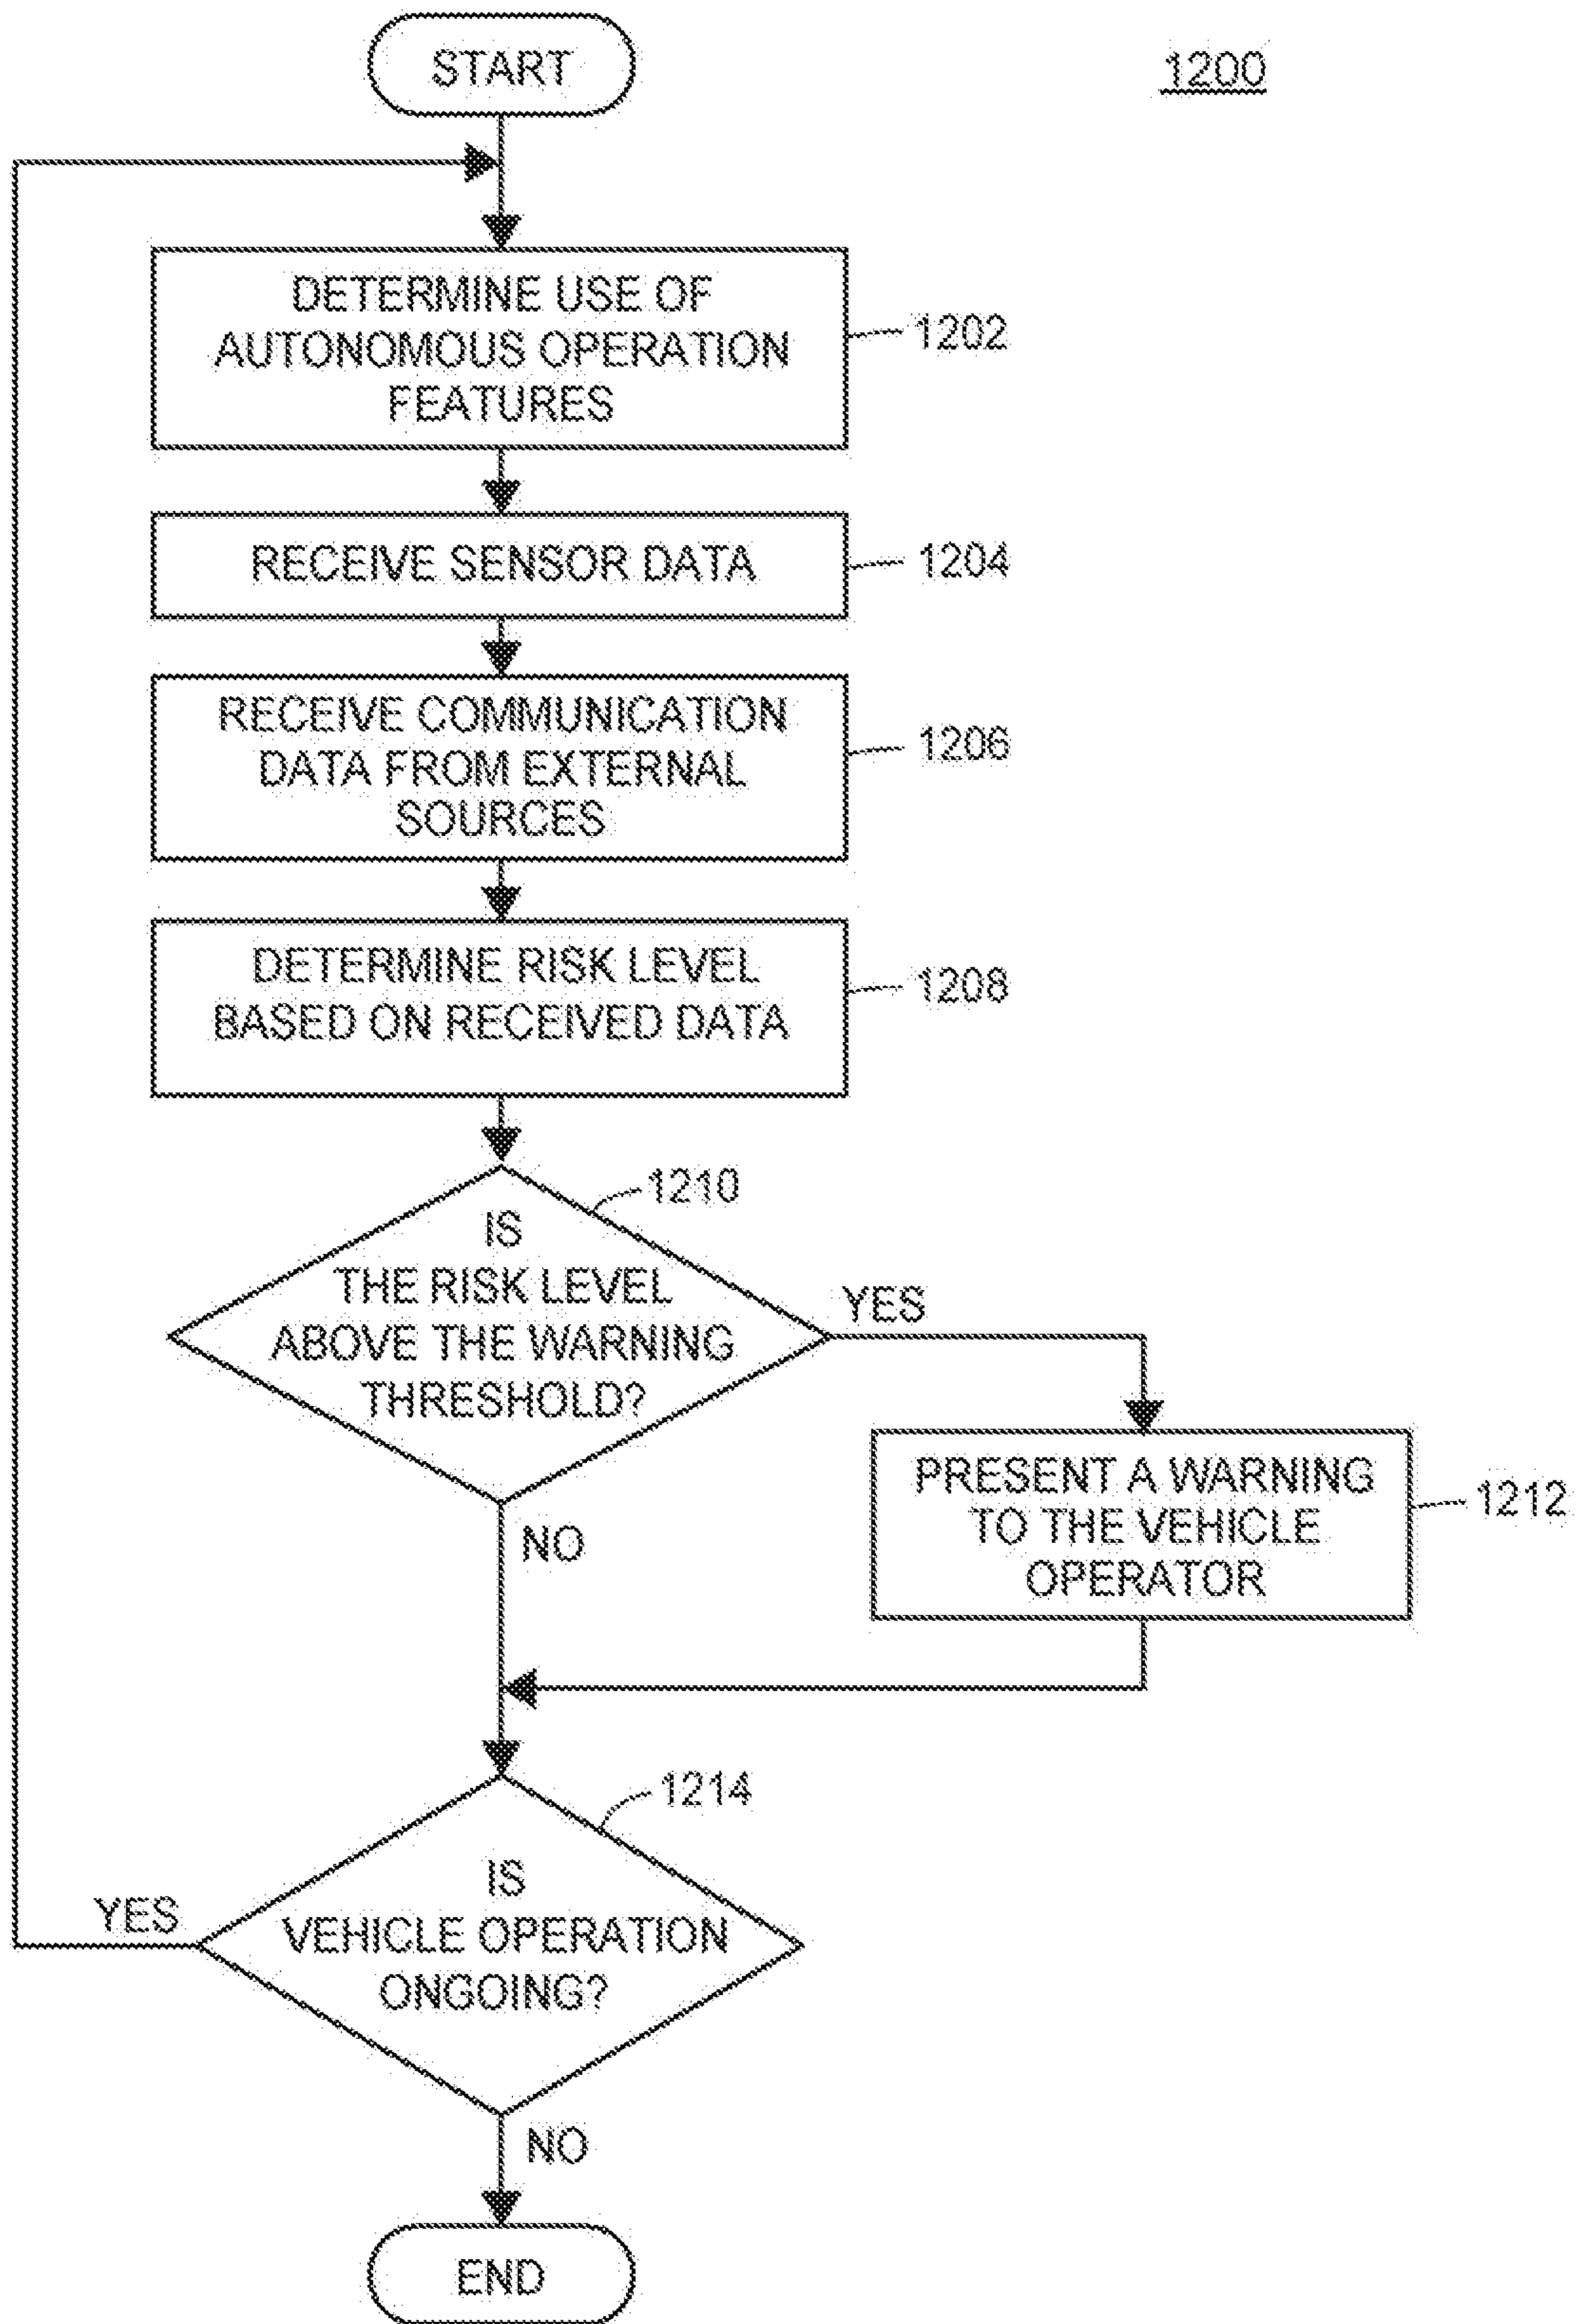 START
1200
DETERMINE USE OF
AUTONOMOUS OPERATION
FEATURES
1202
RECEIVE SENSOR DATA
1204
RECEIVE COMMUNICATION
DATA FROM EXTERNAL
SOURCES
1206
DETERMINE RISK LEVEL
BASED ON RECEIVED DATA
1208
1210
IS
THE RISK LEVEL
ABOVE THE WARNING
THRESHOLD?
YES
NO
PRESENT A WARNING
TO THE VEHICLE
OPERATOR
1212
1214
IS
VEHICLE OPERATION
ONGOING?
YES
NO
END